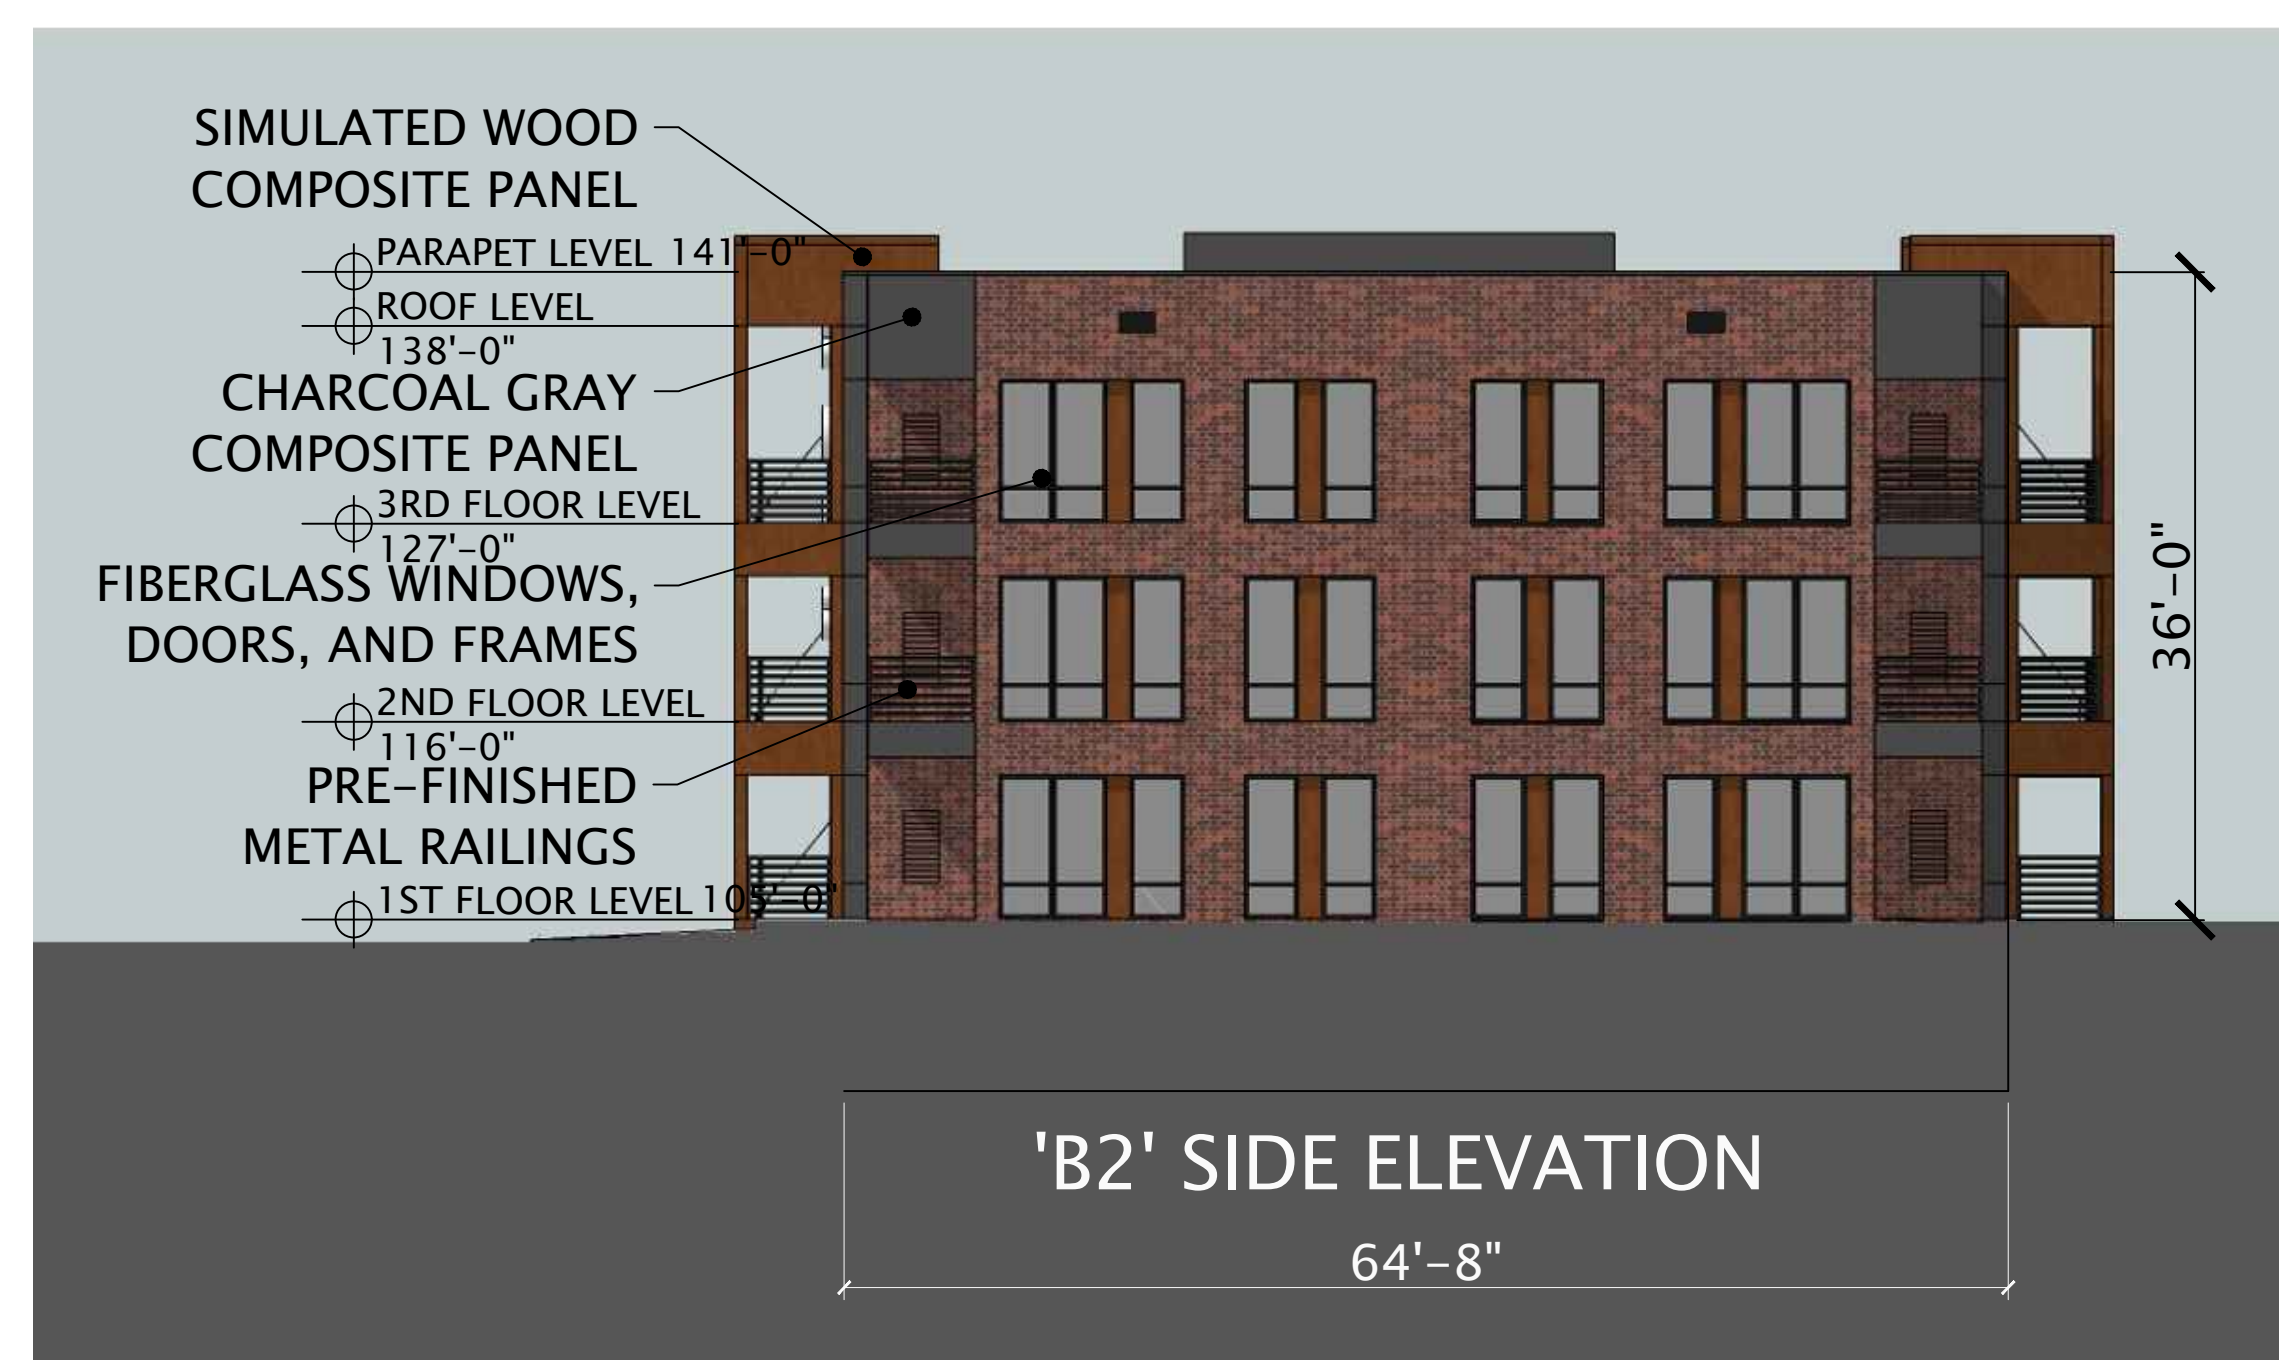 SIMULATED WOOD
COMPOSITE PANEL
PARAPET LEVEL 141'-0"
ROOF LEVEL
138'-0"
CHARCOAL GRAY
COMPOSITE PANEL
3RD FLOOR LEVEL
127'-0"
FIBERGLASS WINDOWS,
DOORS, AND FRAMES
2ND FLOOR LEVEL
116'-0"
PRE-FINISHED
METAL RAILINGS
1ST FLOOR LEVEL 105'-0"
36'-0"
'B2' SIDE ELEVATION
64'-8"